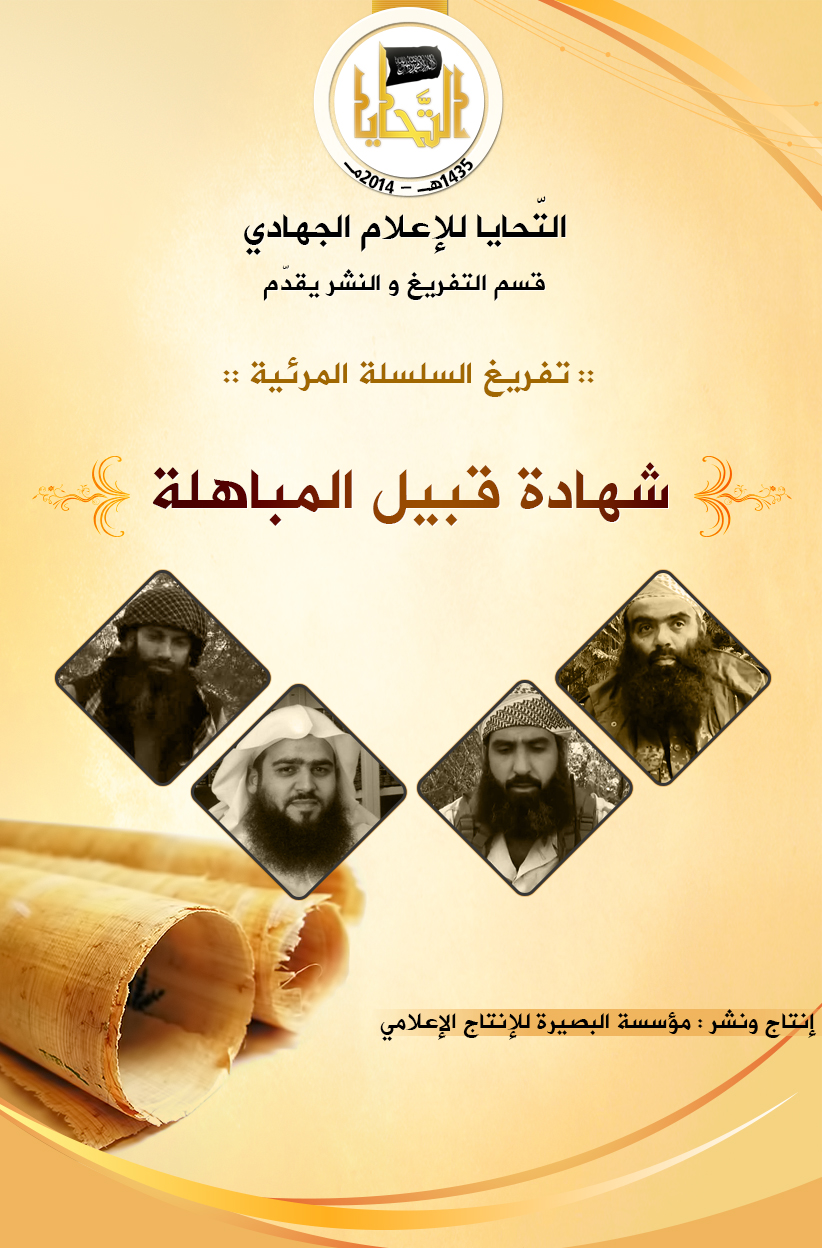 التَّحايا
1435هـ – 2014مـ
التّحايا للإعلام الجهادي
قسم التفريغ و النشر يقدّم
:: تفريغ السلسلة المرئية ::
شهادة قبيل المباهلة
إنتاج ونشر : مؤسسة البصيرة للإنتاج الإعلامي